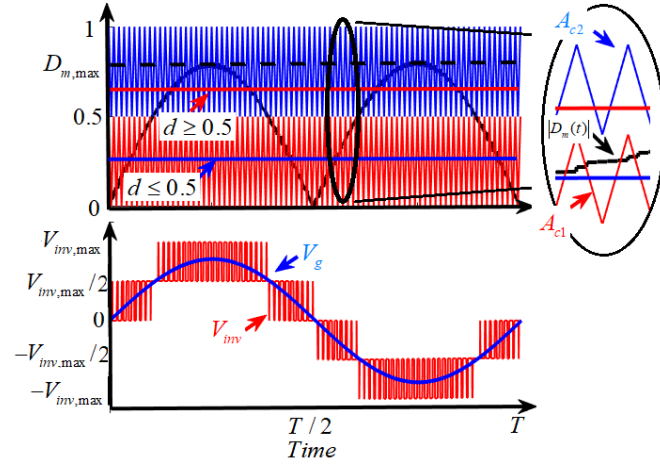 1
D_{m,max}
0.5
0
d ≥ 0.5
d ≤ 0.5
A_{c2}
|D_m(t)|
A_{c1}
V_{inv,max}
V_{inv,max}/2
0
−V_{inv,max}/2
−V_{inv,max}
V_g
V_{inv}
T/2
T
Time